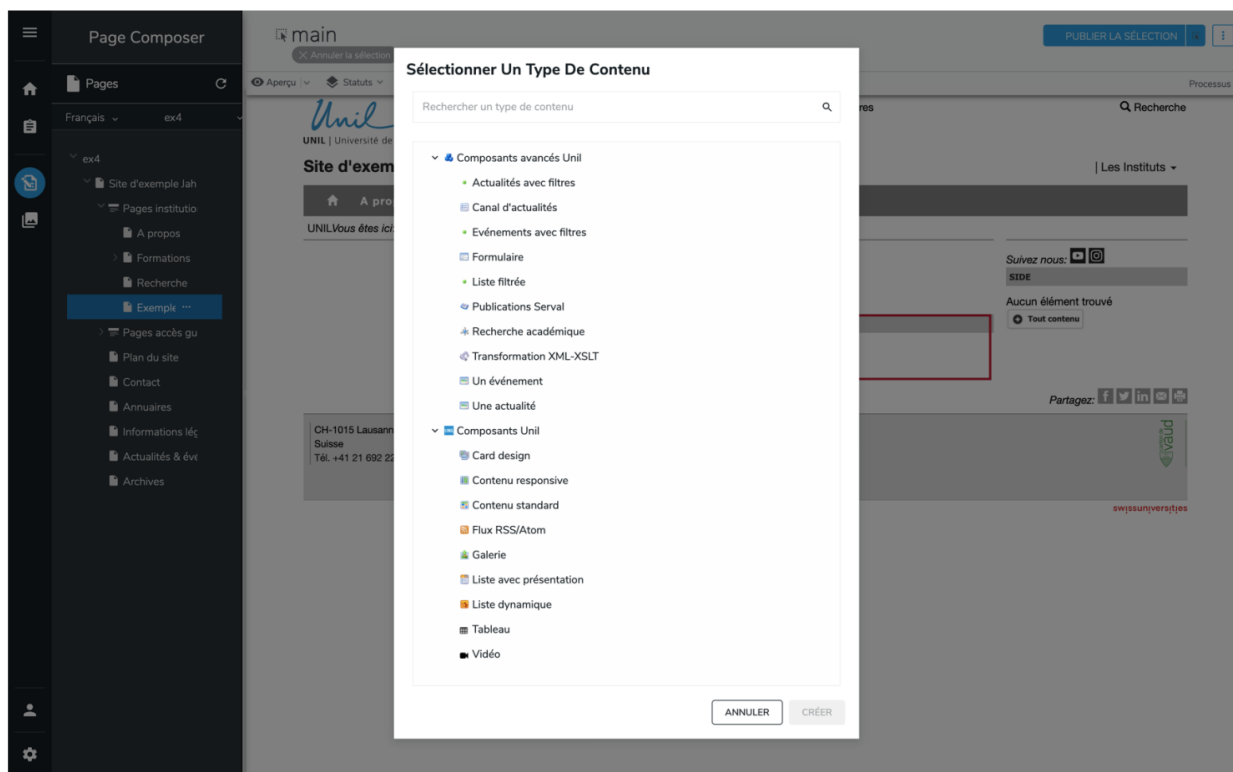 Page Composer
main
PUBLIER LA SÉLECTION
Annuler la sélection
Pages
Aperçu
Statuts
Processus
Français
ex4
Unil
UNIL | Université de
Recherche
ex4
Site d'exemple Jah
Pages institutio
A propos
Formations
Recherche
Exemple ...
Pages accès gu
Plan du site
Contact
Annuaires
Informations lég
Actualités & éve
Archives
Site d'exem
| Les Instituts
A pro
UNILVous êtes ici:
Suivez nous:
SIDE
Aucun élément trouvé
Tout contenu
Partagez:
CH-1015 Lausann
Suisse
Tél. +41 21 692 22
swissuniversities
Sélectionner Un Type De Contenu
Rechercher un type de contenu
Composants avancés Unil
Actualités avec filtres
Canal d'actualités
Evénements avec filtres
Formulaire
Liste filtrée
Publications Serval
Recherche académique
Transformation XML-XSLT
Un événement
Une actualité
Composants Unil
Card design
Contenu responsive
Contenu standard
Flux RSS/Atom
Galerie
Liste avec présentation
Liste dynamique
Tableau
Vidéo
ANNULER
CRÉER